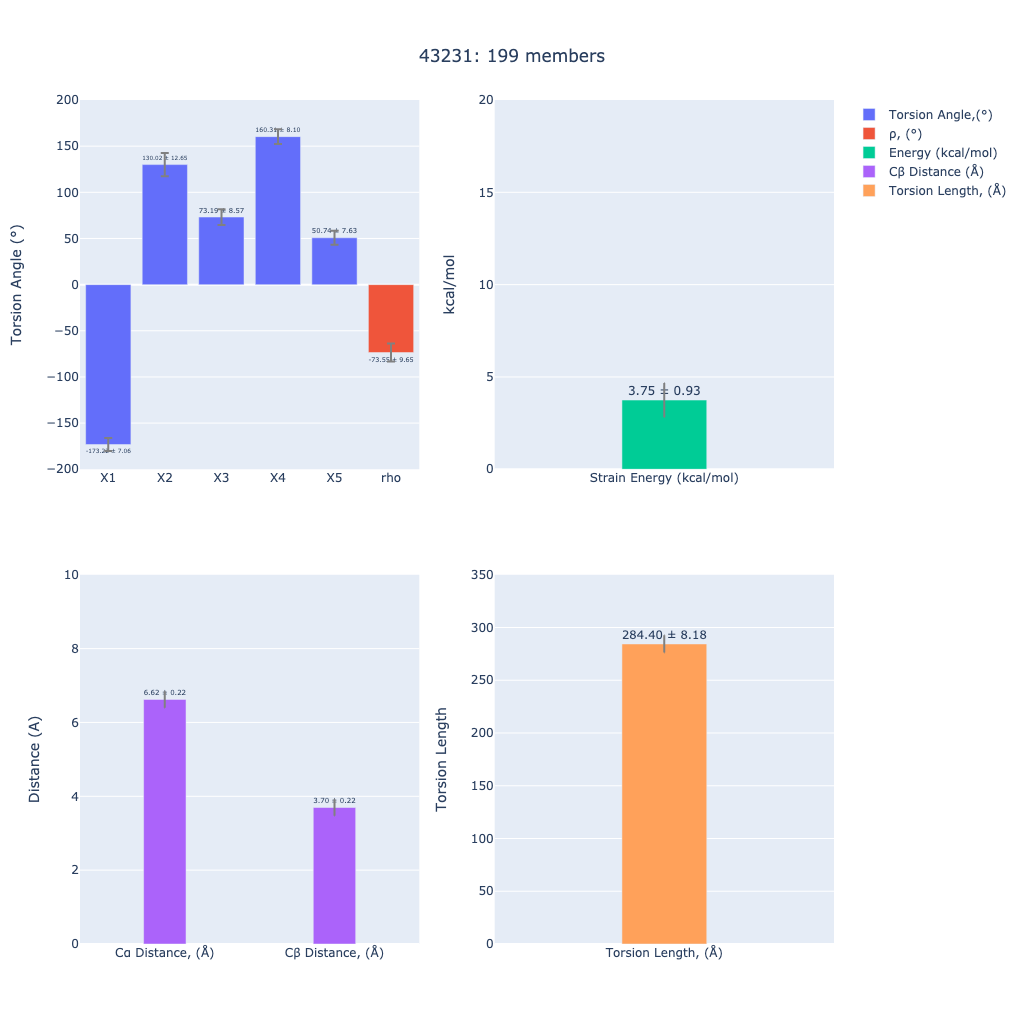 43231: 199 members
Torsion Angle (°)
200
150
100
50
0
−50
−100
−150
−200
130.02 ± 12.65
73.19 ± 8.57
160.31 ± 8.10
50.74 ± 7.63
-73.55 ± 9.65
X1
X2
X3
X4
X5
rho
kcal/mol
20
15
10
5
0
3.75 ± 0.93
Strain Energy (kcal/mol)
Torsion Angle,(°)
ρ, (°)
Energy (kcal/mol)
Cβ Distance (Å)
Torsion Length, (Å)
Distance (A)
10
8
6
4
2
0
6.62 ± 0.22
3.70 ± 0.22
Cα Distance, (Å)
Cβ Distance, (Å)
Torsion Length
350
300
250
200
150
100
50
0
284.40 ± 8.18
Torsion Length, (Å)